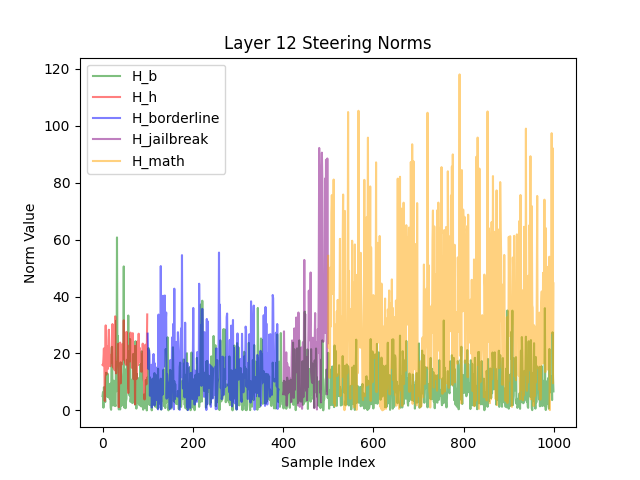 Layer 12 Steering Norms
Norm Value
120
100
80
60
40
20
0
H_b
H_h
H_borderline
H_jailbreak
H_math
0
200
400
600
800
1000
Sample Index